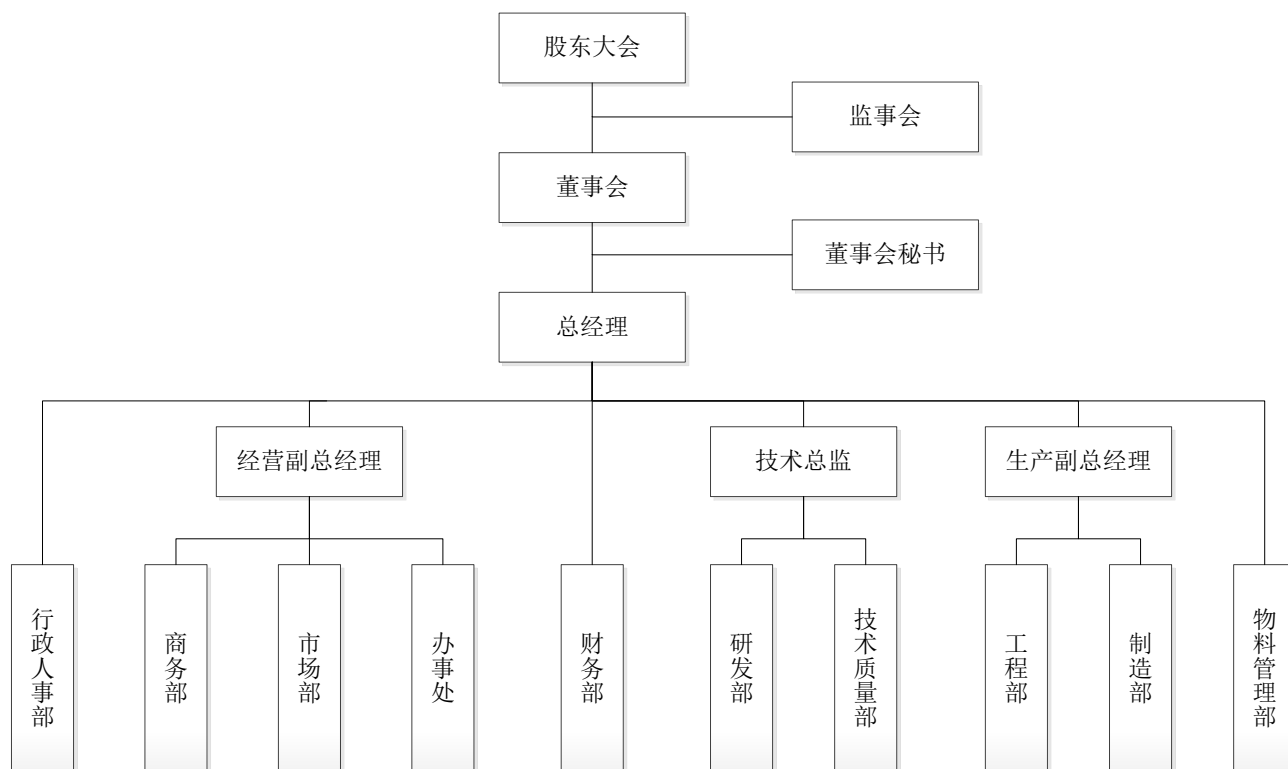 股东大会
监事会
董事会
董事会秘书
总经理
经营副总经理
技术总监
生产副总经理
行政人事部
商务部
市场部
办事处
财务部
研发部
技术质量部
工程部
制造部
物料管理部